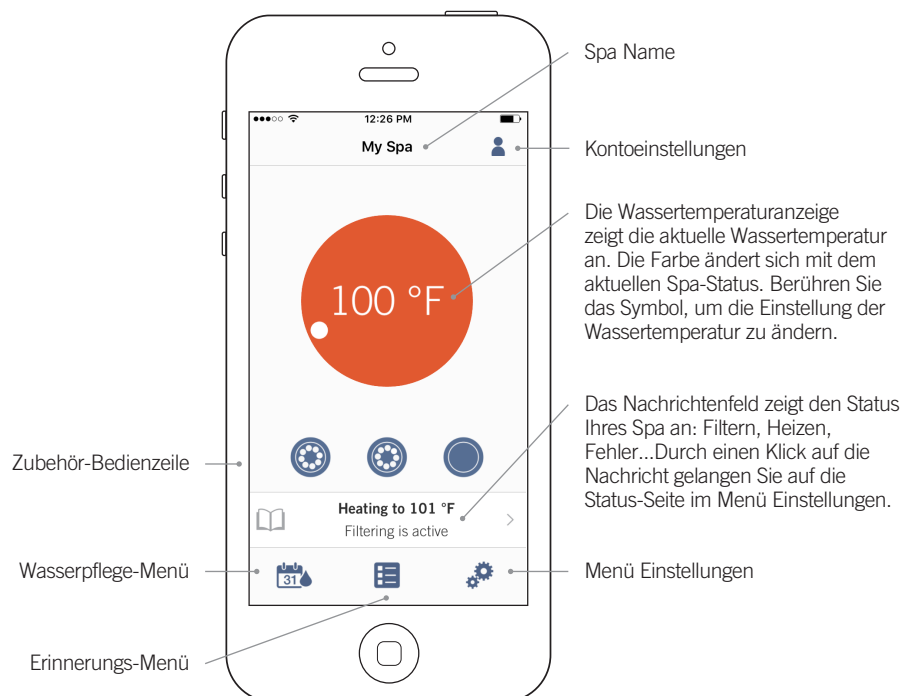 Spa Name
12:26 PM
My Spa
Kontoeinstellungen
Die Wassertemperaturanzeige
zeigt die aktuelle Wassertemperatur
an. Die Farbe ändert sich mit dem
aktuellen Spa-Status. Berühren Sie
das Symbol, um die Einstellung der
Wassertemperatur zu ändern.
100 °F
Das Nachrichtenfeld zeigt den Status
Ihres Spa an: Filtern, Heizen,
Fehler...Durch einen Klick auf die
Nachricht gelangen Sie auf die
Status-Seite im Menü Einstellungen.
Zubehör-Bedienzeile
Heating to 101 °F
Filtering is active
Wasserpflege-Menü
31
Menü Einstellungen
Erinnerungs-Menü